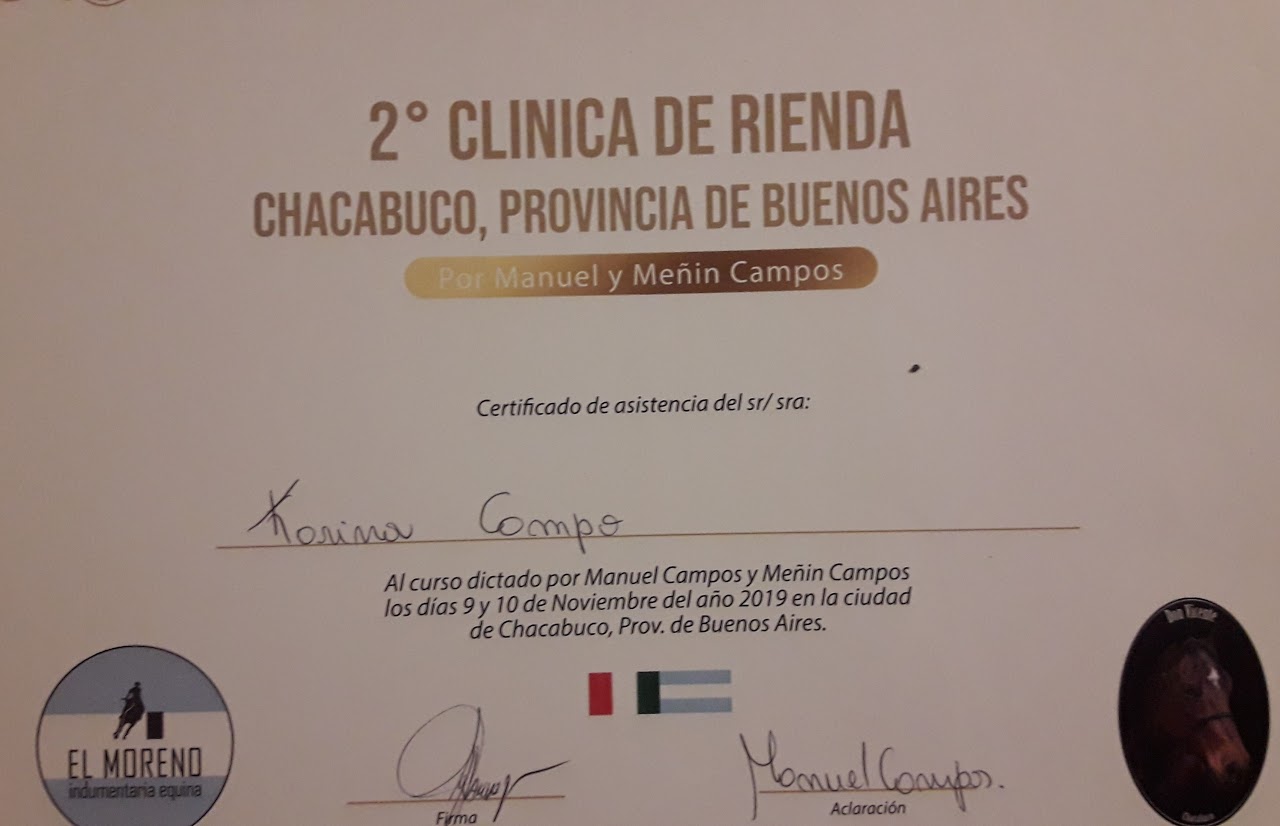 2° CLINICA DE RIENDA
CHACABUCO, PROVINCIA DE BUENOS AIRES
Por Manuel y Meñin Campos
Certificado de asistencia del sr/ sra:
Korina Campo
Al curso dictado por Manuel Campos y Meñin Campos
los días 9 y 10 de Noviembre del año 2019 en la ciudad
de Chacabuco, Prov. de Buenos Aires.
Don Vicente
EL MORENO
indumentaria equina
Manuel Campos.
Firma
Aclaración